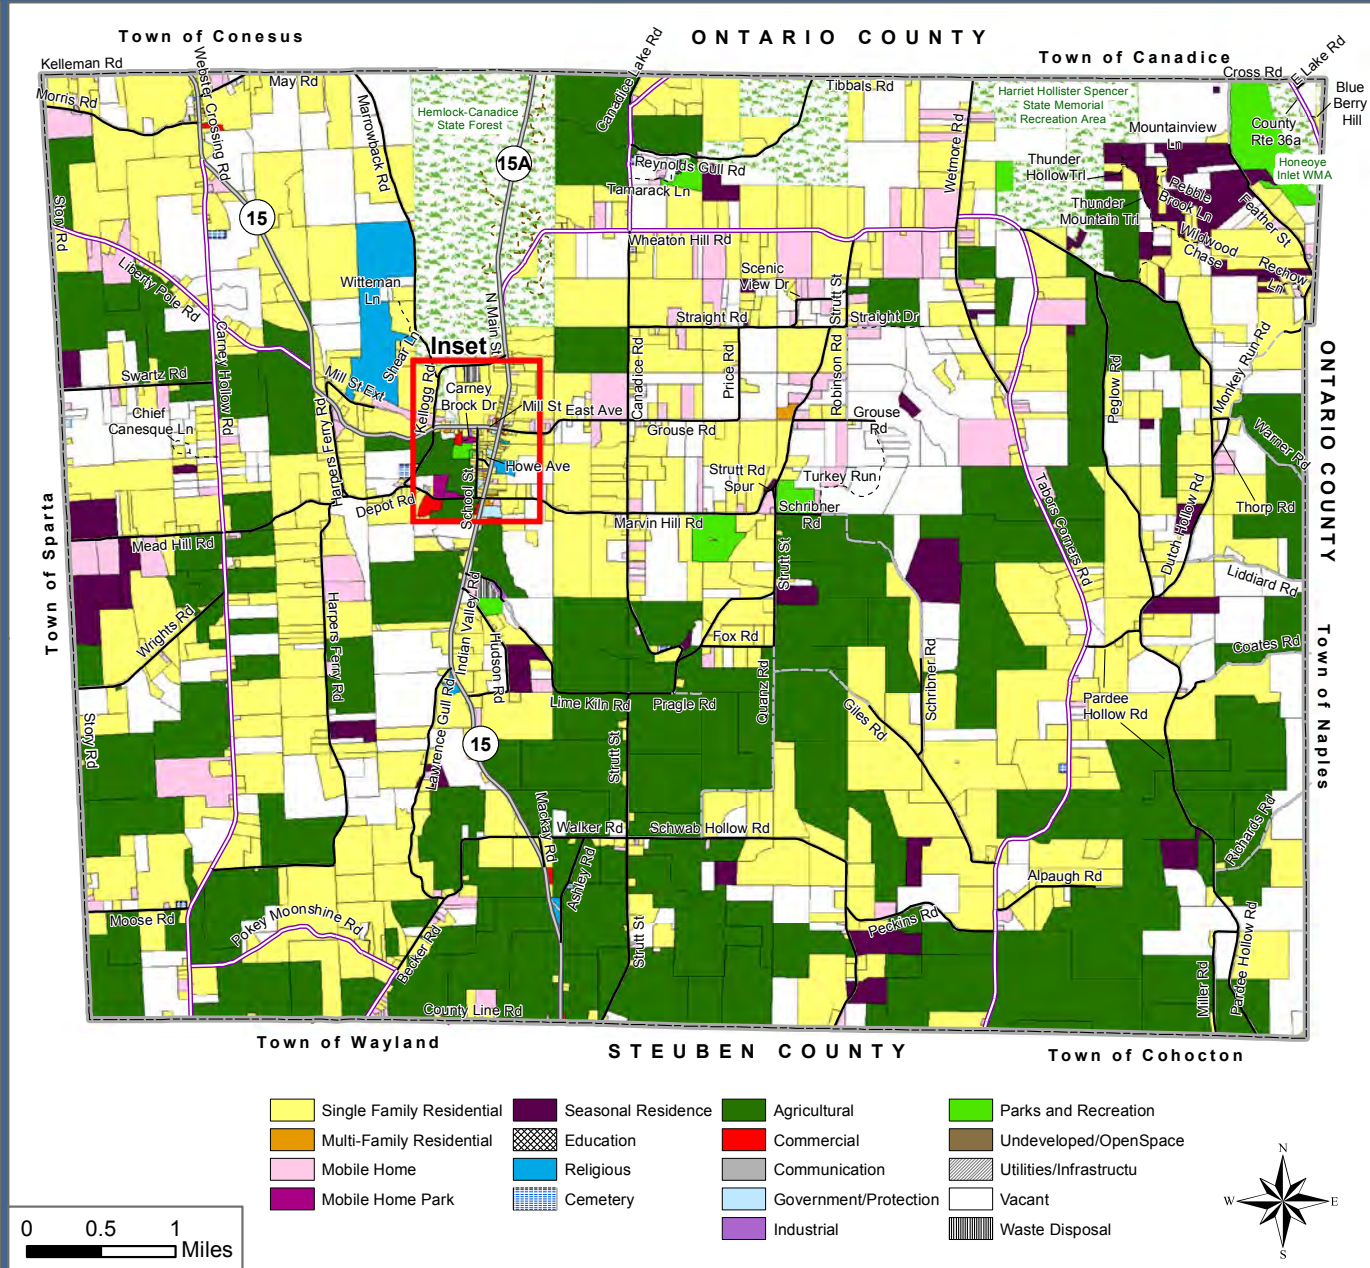 Town of Conesus
ONTARIO COUNTY
Town of Canadice
Kelleman Rd
Webster Crossing Rd
May Rd
Morris Rd
Marrowback Rd
Hemlock-Canadice
State Forest
Canadice Lake Rd
Tibbals Rd
Harriet Hollister Spencer
State Memorial
Recreation Area
Cross Rd
E Lake Rd
Blue
Berry
Hill
County
Rte 36a
Mountainview
Ln
Honeoye
Inlet WMA
15A
Reynolds Gull Rd
Tamarack Ln
Wetmore Rd
Thunder
HollowTrl
Pebble
Brook Ln
Thunder
Mountain Trl
Feather St
Wildwood
Chase
Rechow
Ln
Story Rd
15
Liberty Pole Rd
Witteman
Ln
Wheaton Hill Rd
Scenic
View Dr
Strutt St
Straight Rd
Straight Dr
N Main St
Shear Ln
Inset
Carney Hollow Rd
Swartz Rd
Mill St Ext
Kellogg Rd
Carney
Brock Dr
Mill St
East Ave
Canadice Rd
Price Rd
Robinson Rd
Peglow Rd
Monkey Run Rd
ONTARIO COUNTY
Chief
Canesque Ln
Harpers Ferry Rd
Grouse Rd
Grouse
Rd
Warner Rd
Howe Ave
School St
Strutt Rd
Spur
Turkey Run
Tabors Corners Rd
Depot Rd
Marvin Hill Rd
Schribner
Rd
Dutch Hollow Rd
Thorp Rd
Town of Sparta
Mead Hill Rd
Strutt St
Liddiard Rd
Wrights Rd
Harpers Ferry Rd
Indian Valley Rd
Hudson Rd
Fox Rd
Schribner Rd
Coates Rd
Town of Naples
Story Rd
Lawrence Gull Rd
Lime Kiln Rd
Pragle Rd
Quanz Rd
Giles Rd
Pardee
Hollow Rd
15
Strutt St
Mackay Rd
Walker Rd
Schwab Hollow Rd
Richards Rd
Ashley Rd
Alpaugh Rd
Moose Rd
Pokey Moonshine Rd
Becker Rd
Strutt St
Peckins Rd
Miller Rd
Pardee Hollow Rd
County Line Rd
Town of Wayland
STEUBEN COUNTY
Town of Cohocton
Single Family Residential
Multi-Family Residential
Mobile Home
Mobile Home Park
Seasonal Residence
Education
Religious
Cemetery
Agricultural
Commercial
Communication
Government/Protection
Industrial
Parks and Recreation
Undeveloped/OpenSpace
Utilities/Infrastructu
Vacant
Waste Disposal
0 0.5 1
Miles
N
W E
S